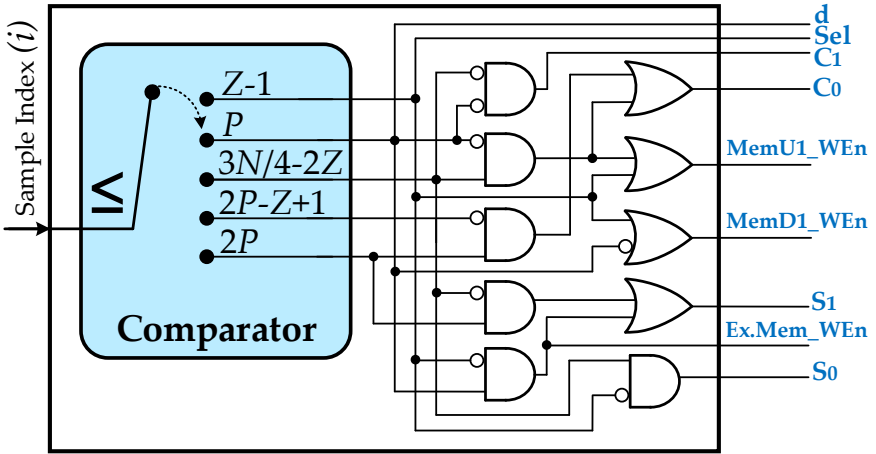 Sample Index (i)
≤
Z-1
P
3N/4-2Z
2P-Z+1
2P
Comparator
d
Sel
C1
C0
MemU1_WEn
MemD1_WEn
S1
Ex.Mem_WEn
S0